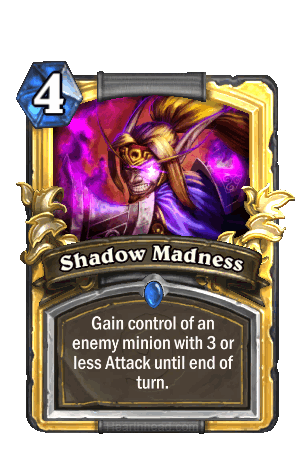 4
Shadow Madness
Gain control of an
enemy minion with 3 or
less Attack until end of
turn.